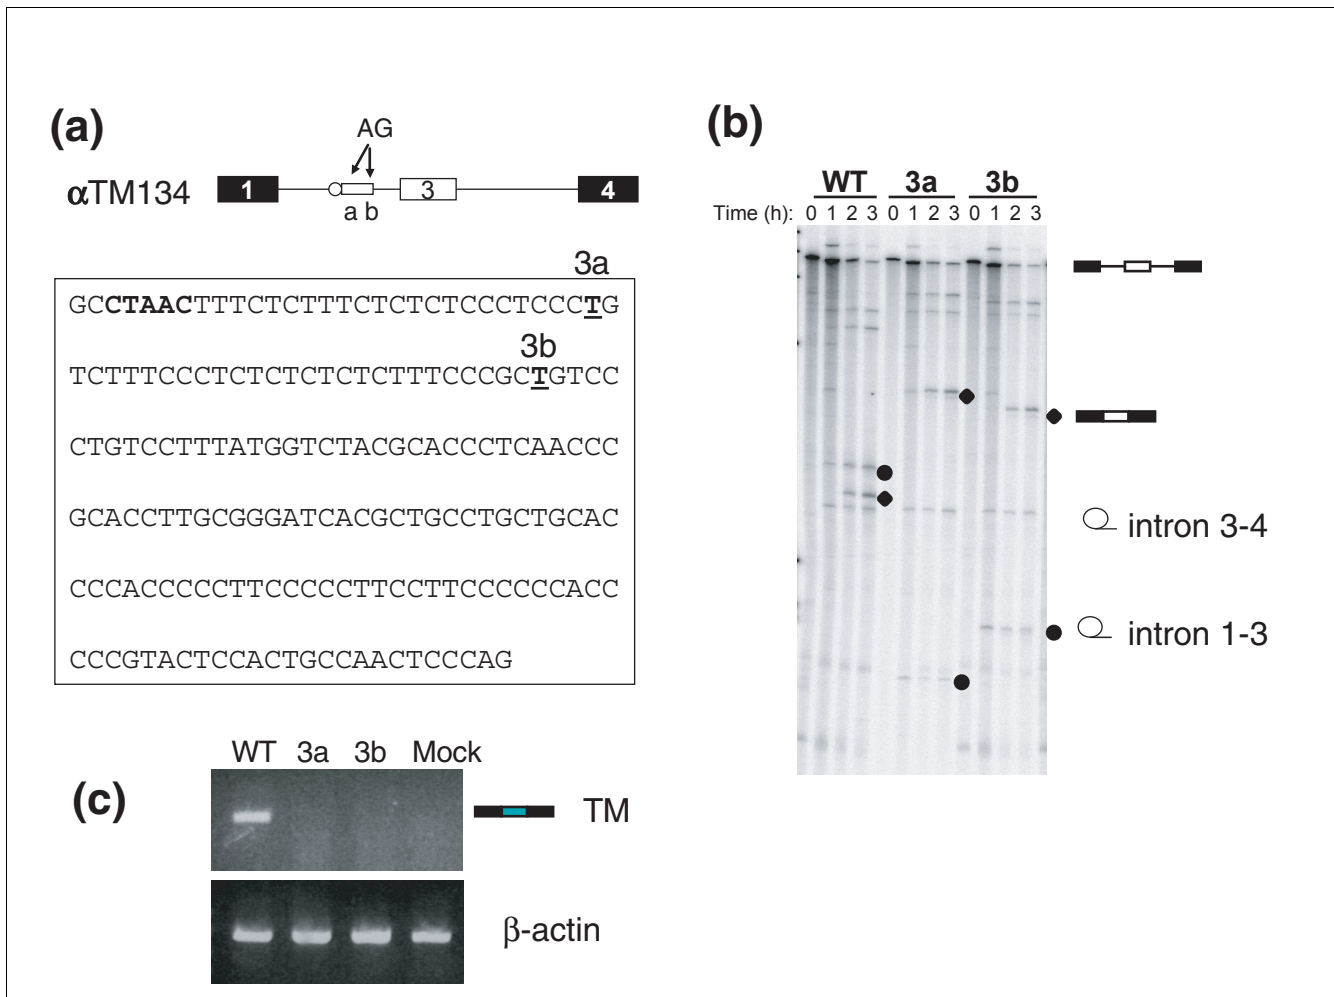 (a)
AG
αTM134
1
3
4
a b
3a
GCCTAACTTTCTCTTTCTCTCTCCCTCCCTG
3b
TCTTTCCCTCTCTCTCTCTTTCCCGCTGTCC
CTGTCCTTTATGGTCTACGCACCCTCAACCC
GCACCTTGCGGGATCACGCTGCCTGCTGCAC
CCCACCCCCTTCCCCCTTCCTTCCCCCCACC
CCCGTACTCCACTGCCAACTCCCAG
(b)
WT 3a 3b
Time (h): 0 1 2 3 0 1 2 3 0 1 2 3
intron 3-4
intron 1-3
(c)
WT 3a 3b Mock
TM
β-actin